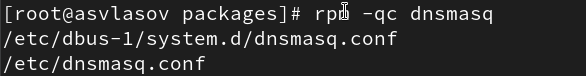 [root@asvlasov packages]# rpm -qc dnsmasq
/etc/dbus-1/system.d/dnsmasq.conf
/etc/dnsmasq.conf